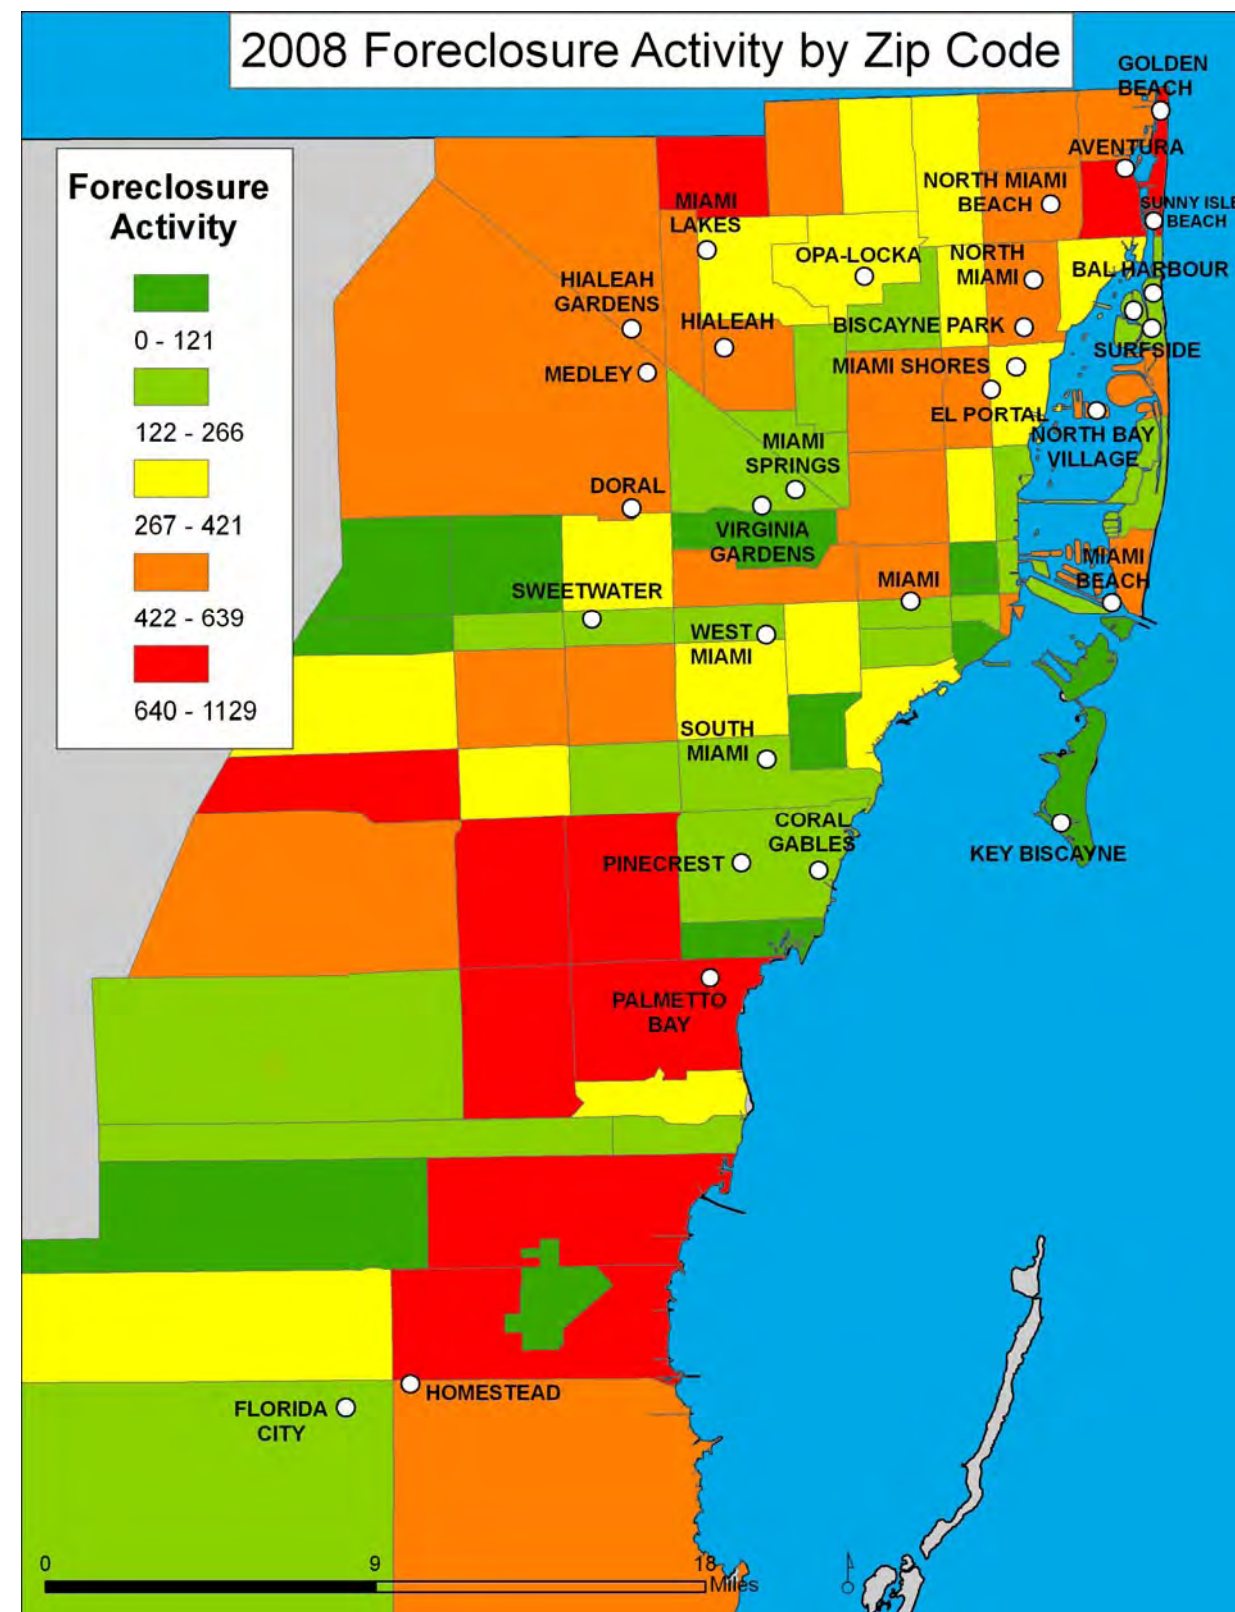 2008 Foreclosure Activity by Zip Code
Foreclosure
Activity
0 - 121
122 - 266
267 - 421
422 - 639
640 - 1129
GOLDEN
BEACH
AVENTURA
NORTH MIAMI
BEACH
SUNNY ISLE
BEACH
MIAMI
LAKES
OPA-LOCKA
NORTH
MIAMI
BAL HARBOUR
HIALEAH
GARDENS
HIALEAH
BISCAYNE PARK
SURFSIDE
MEDLEY
MIAMI SHORES
EL PORTAL
NORTH BAY
VILLAGE
MIAMI
SPRINGS
DORAL
VIRGINIA
GARDENS
MIAMI
BEACH
SWEETWATER
MIAMI
WEST
MIAMI
SOUTH
MIAMI
CORAL
GABLES
PINECREST
KEY BISCAYNE
PALMETTO
BAY
HOMESTEAD
FLORIDA
CITY
0 9 18
Miles